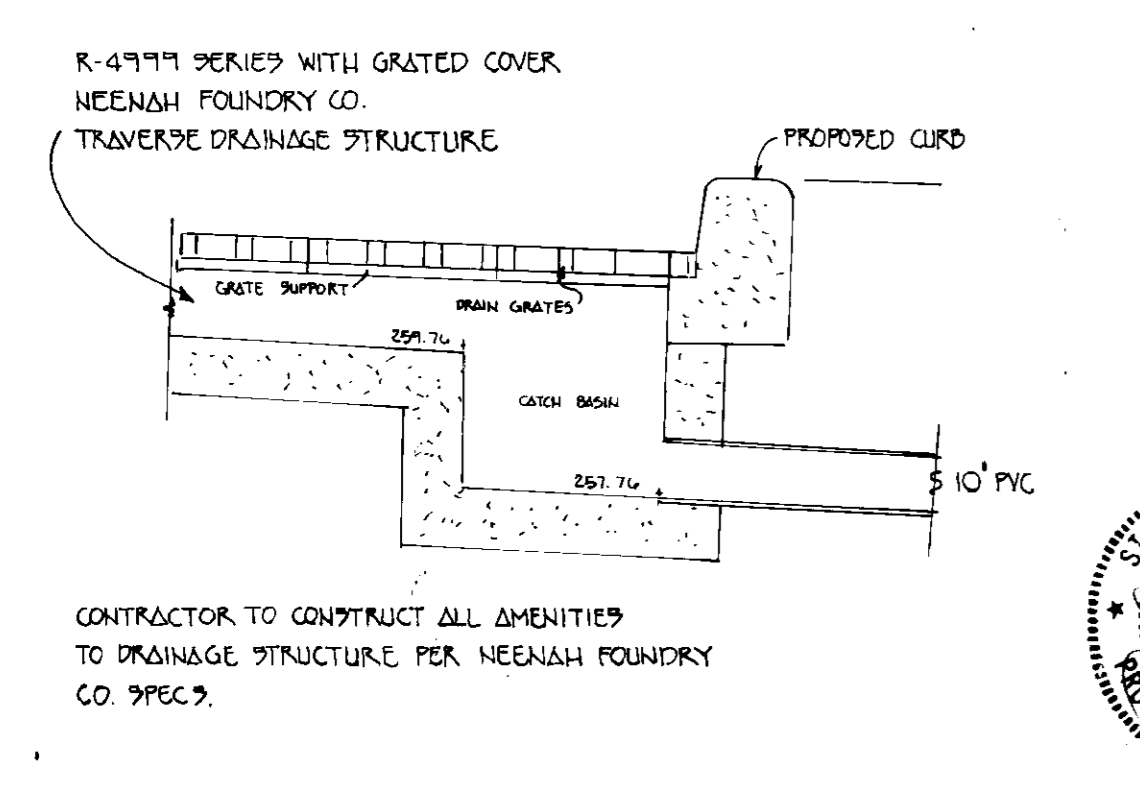 R-4999 SERIES WITH GRATED COVER
NEENAH FOUNDRY CO.
TRAVERSE DRAINAGE STRUCTURE
PROPOSED CURB
GRATE SUPPORT
DRAIN GRATES
259.76
CATCH BASIN
257.76
10" PVC
CONTRACTOR TO CONSTRUCT ALL AMENITIES
TO DRAINAGE STRUCTURE PER NEENAH FOUNDRY
CO. SPECS.